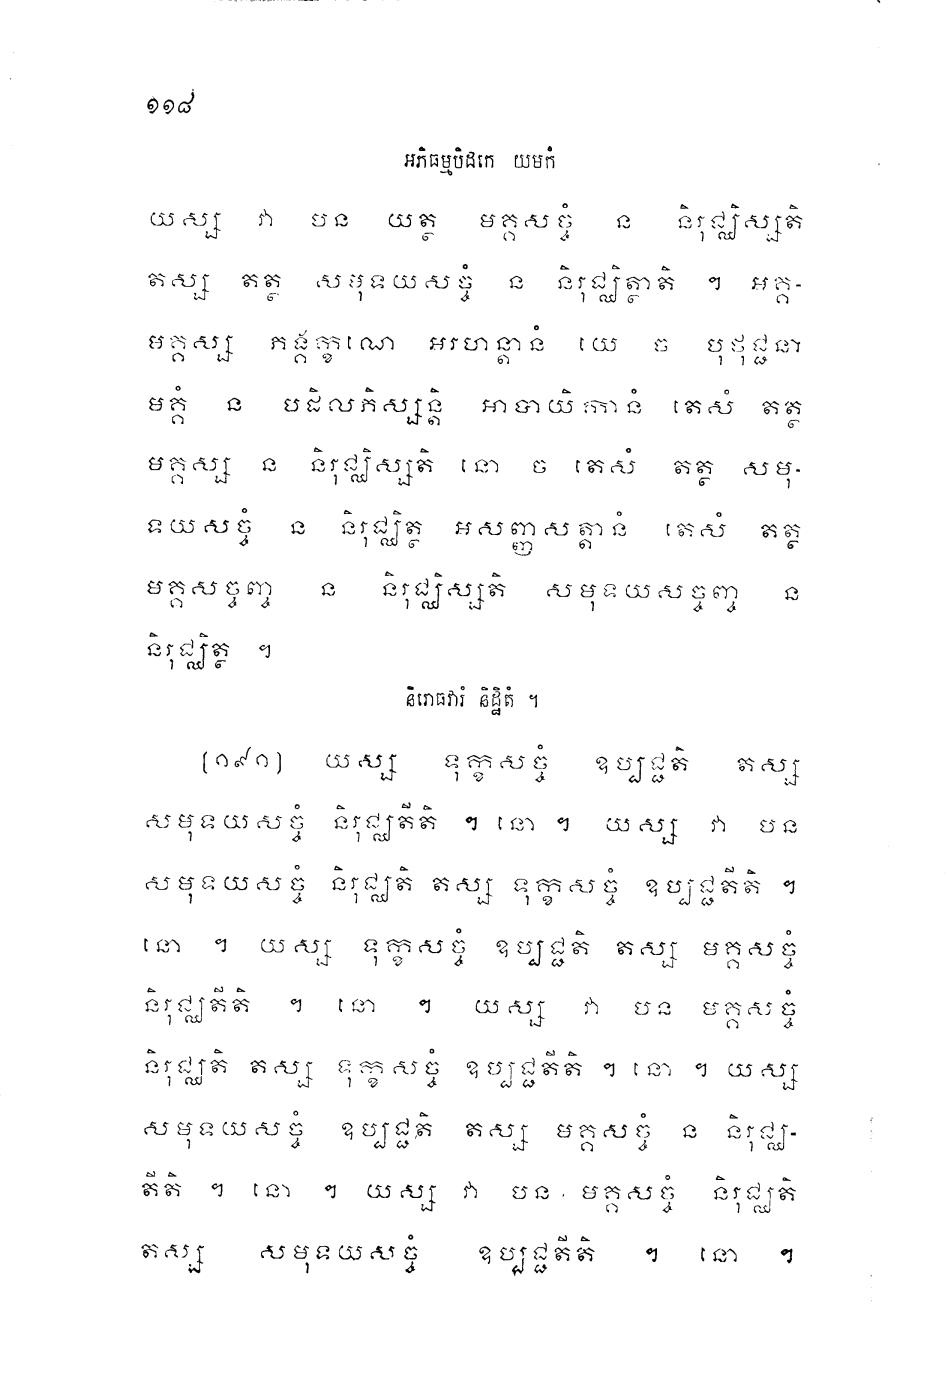 ១១៨
អភិធម្មបិដកេ យមកំ
យស្ស វា បន យត្ថ មគ្គសច្ចំ ន និរុជ្ឈិស្សតិ
តស្ស តត្ថ សមុទយសច្ចំ ន និរុជ្ឈិត្ថាតិ ។ អគ្គ-
មគ្គស្ស ភង្គក្ខណេ អរហន្តានំ យេ ច បុថុជ្ជនា
មគ្គំ ន បដិលភិស្សន្តិ អាបាយិកានំ តេសំ តត្ថ
មគ្គស្ស ន និរុជ្ឈិស្សតិ នោ ច តេសំ តត្ថ សមុ-
ទយសច្ចំ ន និរុជ្ឈិត្ថ អសញ្ញសត្តានំ តេសំ តត្ថ
មគ្គសច្ចញ្ច ន និរុជ្ឈិស្សតិ សមុទយសច្ចញ្ច ន
និរុជ្ឈិត្ថ ។
និរោធវារំ និដ្ឋិតំ ។
(១៩១) យស្ស ទុក្ខសច្ចំ ឧប្បជ្ជតិ តស្ស
សមុទយសច្ចំ និរុជ្ឈតីតិ ។ នោ ។ យស្ស វា បន
សមុទយសច្ចំ និរុជ្ឈតិ តស្ស ទុក្ខសច្ចំ ឧប្បជ្ជតីតិ ។
នោ ។ យស្ស ទុក្ខសច្ចំ ឧប្បជ្ជតិ តស្ស មគ្គសច្ចំ
និរុជ្ឈតីតិ ។ នោ ។ យស្ស វា បន មគ្គសច្ចំ
និរុជ្ឈតិ តស្ស ទុក្ខសច្ចំ ឧប្បជ្ជតីតិ ។ នោ ។ យស្ស
សមុទយសច្ចំ ឧប្បជ្ជតិ តស្ស មគ្គសច្ចំ ន និរុជ្ឈ-
តីតិ ។ នោ ។ យស្ស វា បន មគ្គសច្ចំ និរុជ្ឈតិ
តស្ស សមុទយសច្ចំ ឧប្បជ្ជតីតិ ។ នោ ។